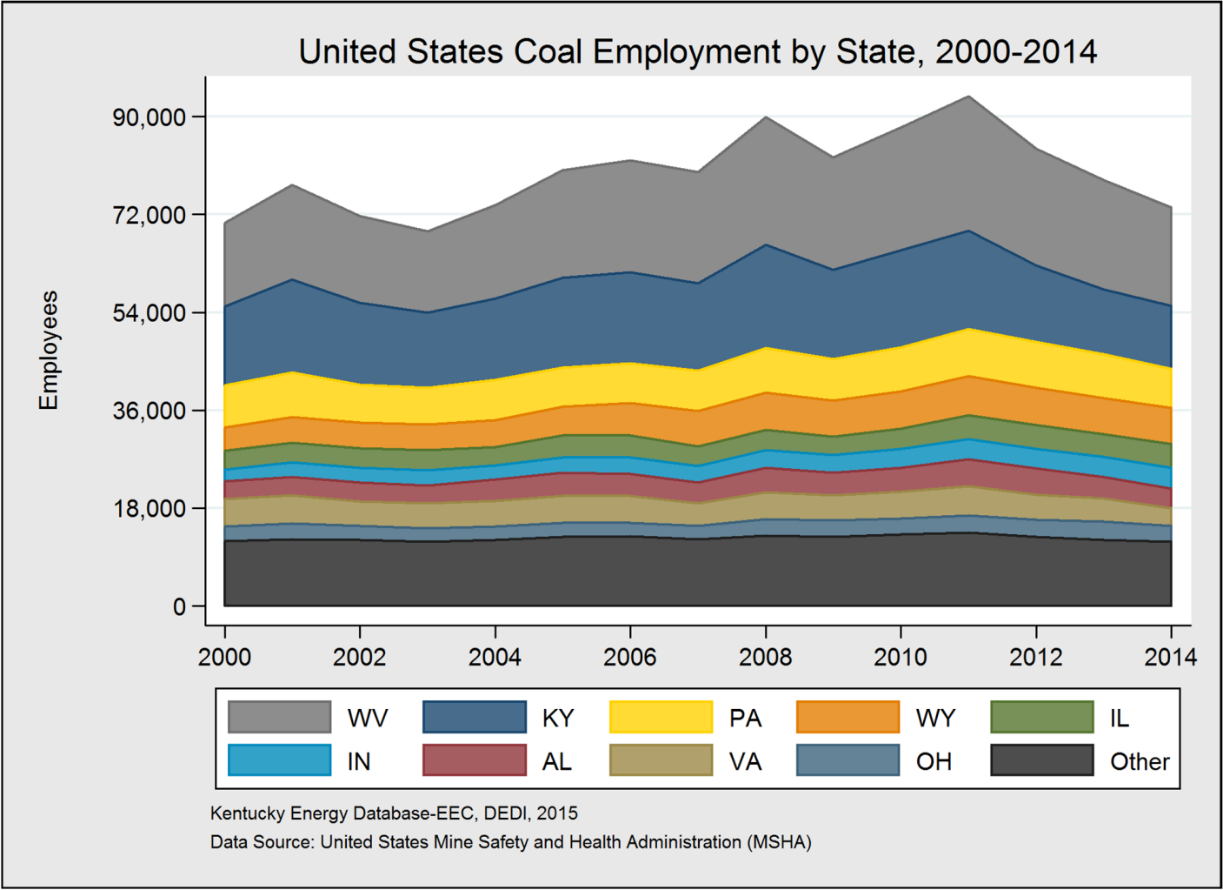 United States Coal Employment by State, 2000-2014
Employees
90,000
72,000
54,000
36,000
18,000
0
2000 2002 2004 2006 2008 2010 2012 2014
WV KY PA WY IL
IN AL VA OH Other
Kentucky Energy Database-EEC, DEDI, 2015
Data Source: United States Mine Safety and Health Administration (MSHA)